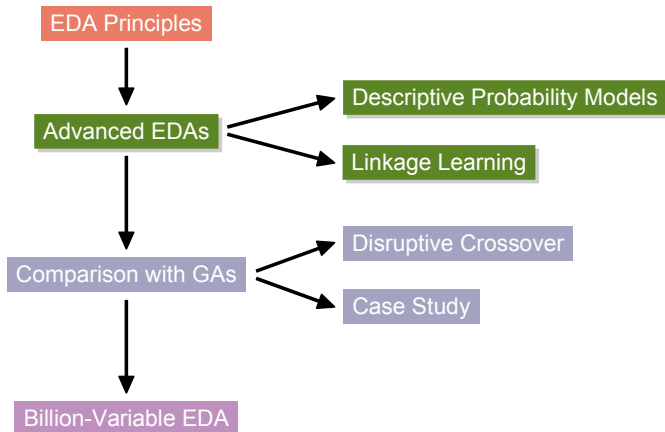 EDA Principles
Advanced EDAs
Descriptive Probability Models
Linkage Learning
Comparison with GAs
Disruptive Crossover
Case Study
Billion-Variable EDA